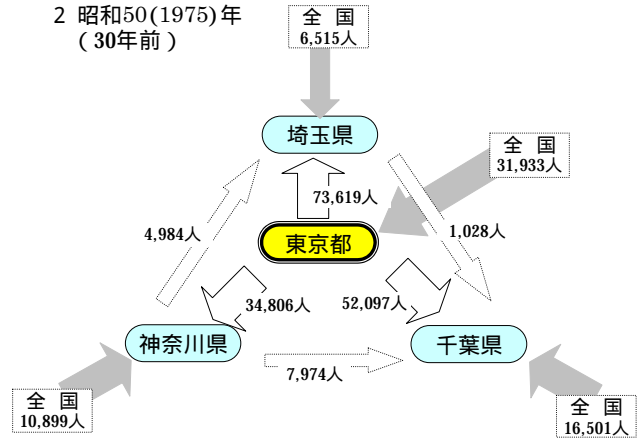 2 昭和50(1975)年
(30年前)
全 国
6,515人
埼玉県
全 国
31,933人
73,619人
4,984人
1,028人
東京都
34,806人
52,097人
神奈川県
千葉県
7,974人
全 国
10,899人
全 国
16,501人